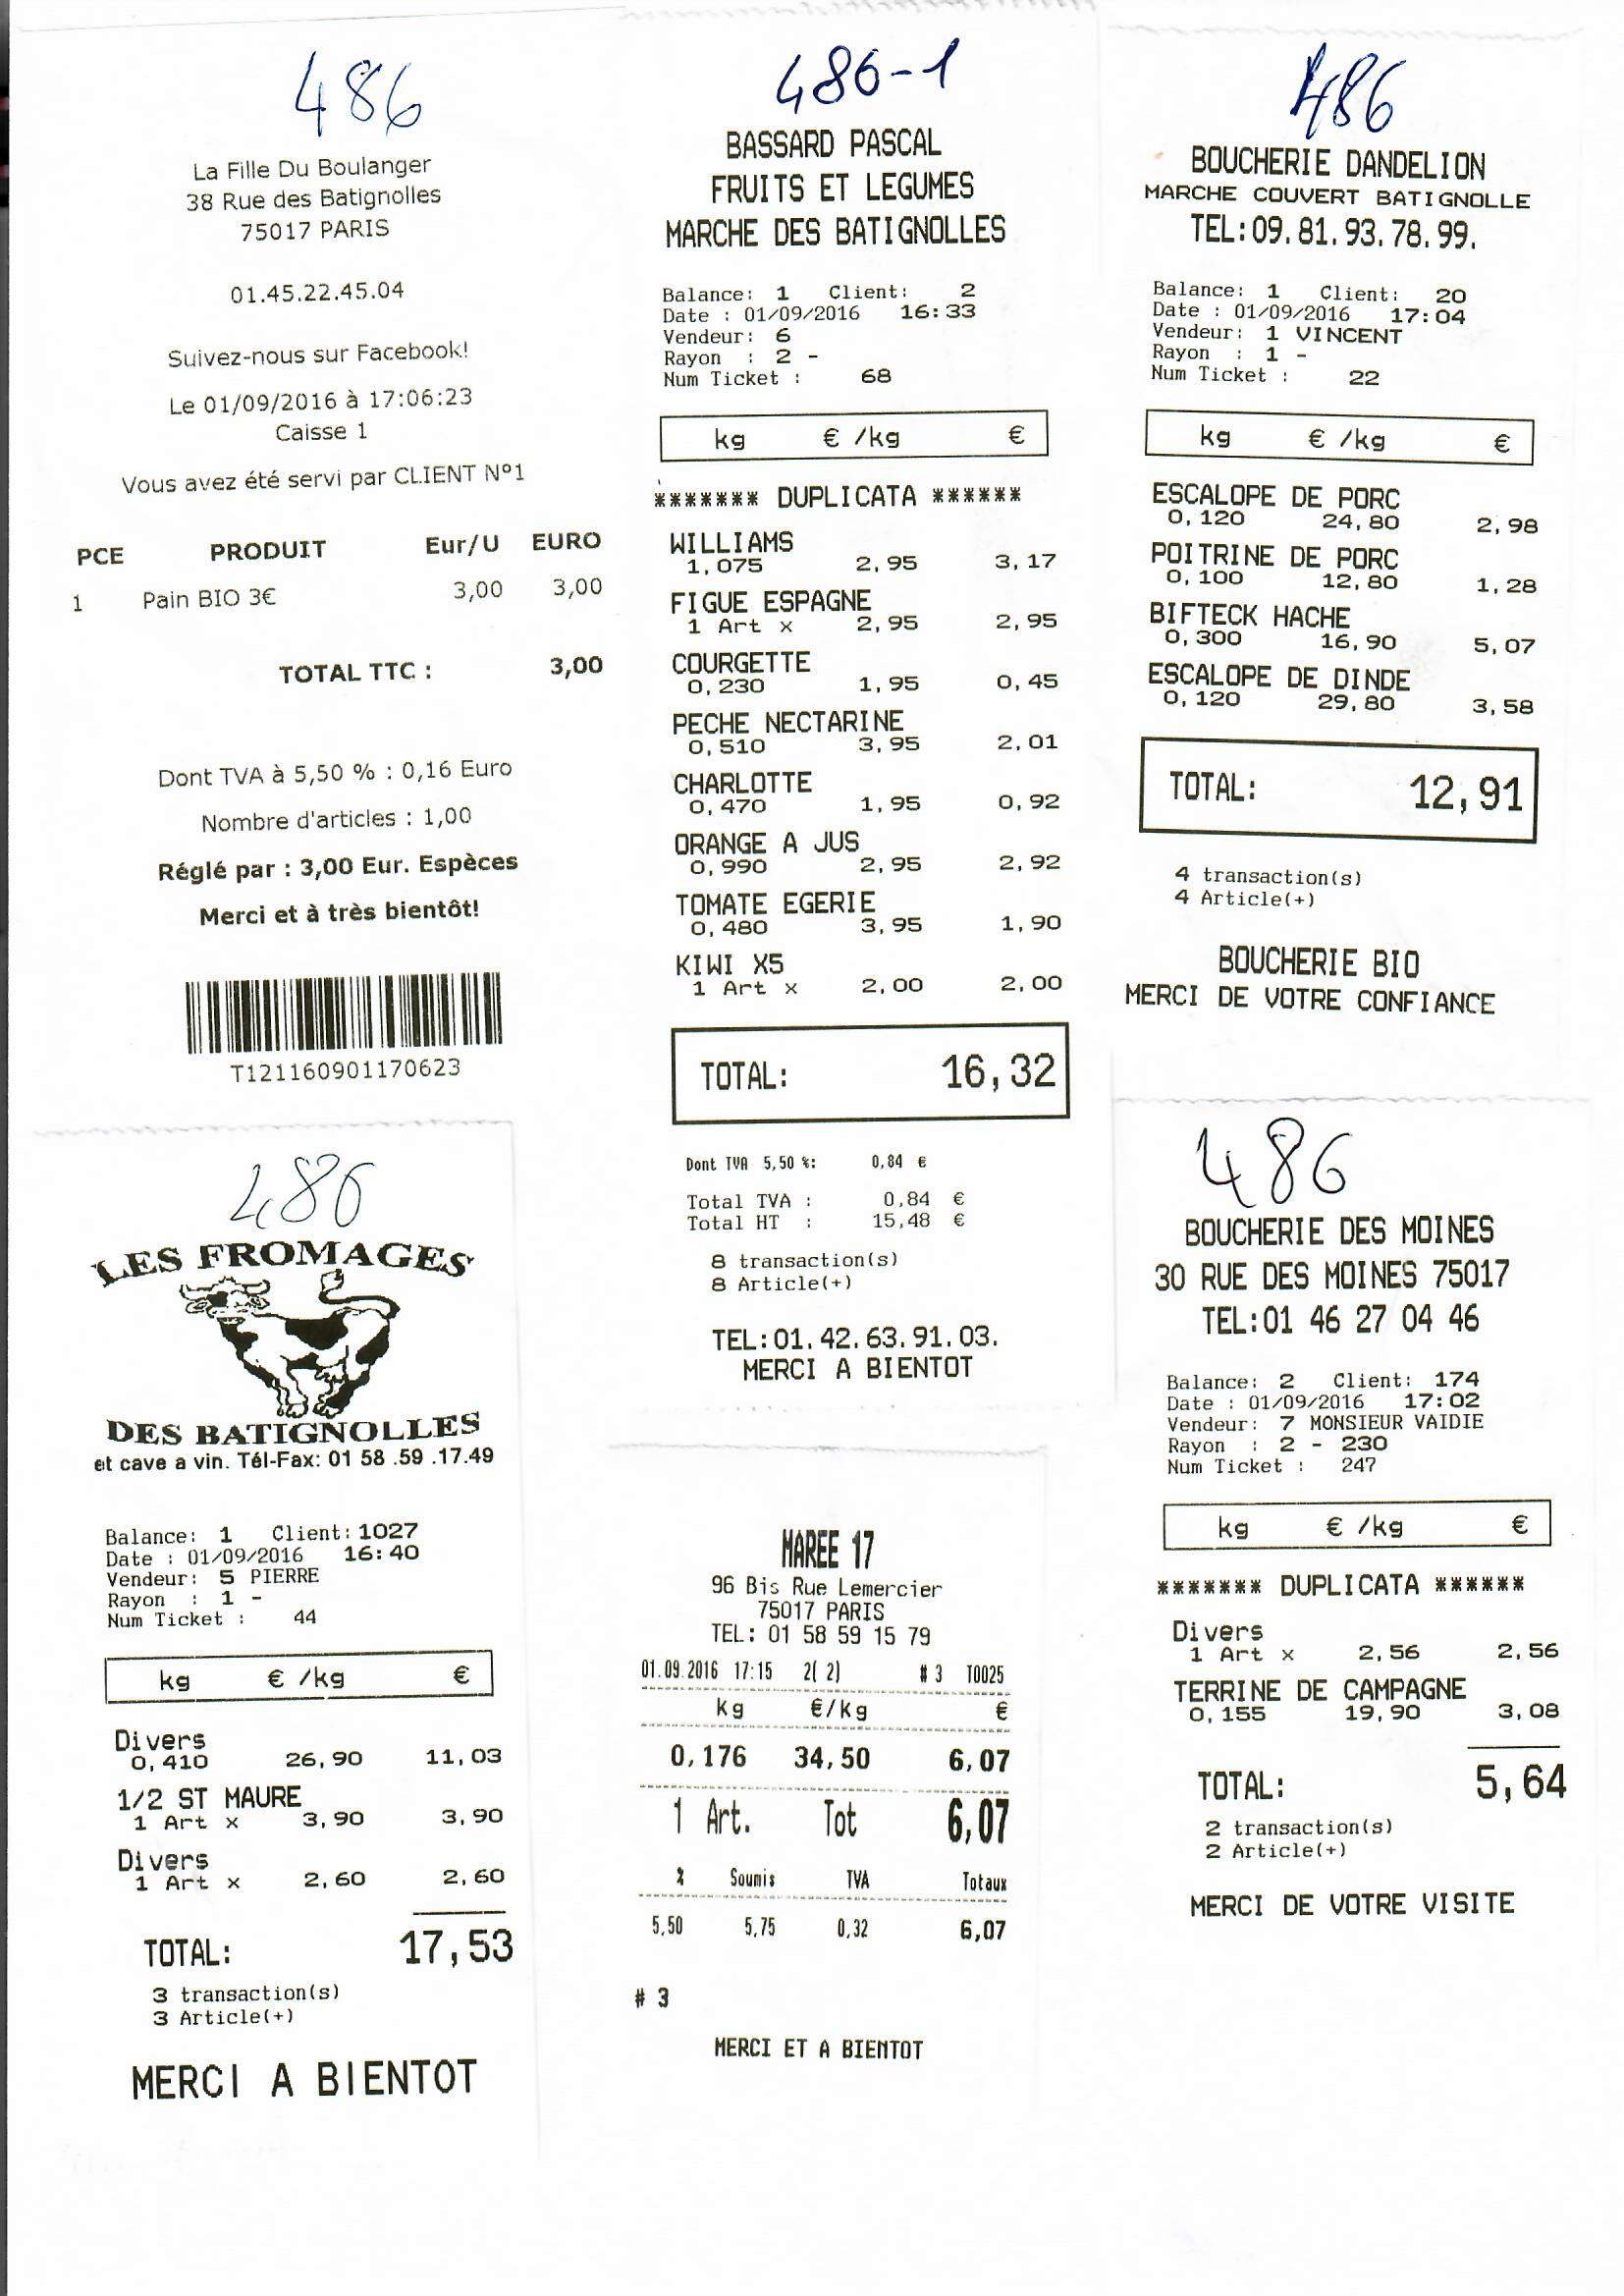 486
La Fille Du Boulanger
38 Rue des Batignolles
75017 PARIS
01.45.22.45.04
Suivez-nous sur Facebook!
Le 01/09/2016 à 17:06:23
Caisse 1
Vous avez été servi par CLIENT N°1
PCE PRODUIT Eur/U EURO
1 Pain BIO 3€ 3,00 3,00
TOTAL TTC : 3,00
Dont TVA à 5,50 % : 0,16 Euro
Nombre d'articles : 1,00
Réglé par : 3,00 Eur. Espèces
Merci et à très bientôt!
T121160901170623
486-1
BASSARD PASCAL
FRUITS ET LEGUMES
MARCHE DES BATIGNOLLES
Balance: 1 Client: 2
Date : 01/09/2016 16:33
Vendeur: 6
Rayon : 2 -
Num Ticket : 68
kg € /kg €
******* DUPLICATA ******
WILLIAMS
1,075 2,95 3,17
FIGUE ESPAGNE
1 Art x 2,95 2,95
COURGETTE
0,230 1,95 0,45
PECHE NECTARINE
0,510 3,95 2,01
CHARLOTTE
0,470 1,95 0,92
ORANGE A JUS
0,990 2,95 2,92
TOMATE EGERIE
0,480 3,95 1,90
KIWI X5
1 Art x 2,00 2,00
TOTAL: 16,32
Dont TVA 5,50 %: 0,84 €
Total TVA : 0,84 €
Total HT : 15,48 €
8 transaction(s)
8 Article(+)
TEL:01.42.63.91.03.
MERCI A BIENTOT
486
BOUCHERIE DANDELION
MARCHE COUVERT BATIGNOLLE
TEL:09.81.93.78.99.
Balance: 1 Client: 20
Date : 01/09/2016 17:04
Vendeur: 1 VINCENT
Rayon : 1 -
Num Ticket : 22
kg € /kg €
ESCALOPE DE PORC
0,120 24,80 2,98
POITRINE DE PORC
0,100 12,80 1,28
BIFTECK HACHE
0,300 16,90 5,07
ESCALOPE DE DINDE
0,120 29,80 3,58
TOTAL: 12,91
4 transaction(s)
4 Article(+)
BOUCHERIE BIO
MERCI DE VOTRE CONFIANCE
486
LES FROMAGES
DES BATIGNOLLES
et cave a vin. Tél-Fax: 01 58 .59 .17.49
Balance: 1 Client: 1027
Date : 01/09/2016 16:40
Vendeur: 5 PIERRE
Rayon : 1 -
Num Ticket : 44
kg € /kg €
Divers
0,410 26,90 11,03
1/2 ST MAURE
1 Art x 3,90 3,90
Divers
1 Art x 2,60 2,60
TOTAL: 17,53
3 transaction(s)
3 Article(+)
MERCI A BIENTOT
MAREE 17
96 Bis Rue Lemercier
75017 PARIS
TEL: 01 58 59 15 79
01.09.2016 17:15 2( 2) # 3 T0025
kg €/kg €
0,176 34,50 6,07
1 Art. Tot 6,07
% Soumis TVA Totaux
5,50 5,75 0,32 6,07
# 3
MERCI ET A BIENTOT
486
BOUCHERIE DES MOINES
30 RUE DES MOINES 75017
TEL:01 46 27 04 46
Balance: 2 Client: 174
Date : 01/09/2016 17:02
Vendeur: 7 MONSIEUR VAIDIE
Rayon : 2 - 230
Num Ticket : 247
kg € /kg €
******* DUPLICATA ******
Divers
1 Art x 2,56 2,56
TERRINE DE CAMPAGNE
0,155 19,90 3,08
TOTAL: 5,64
2 transaction(s)
2 Article(+)
MERCI DE VOTRE VISITE